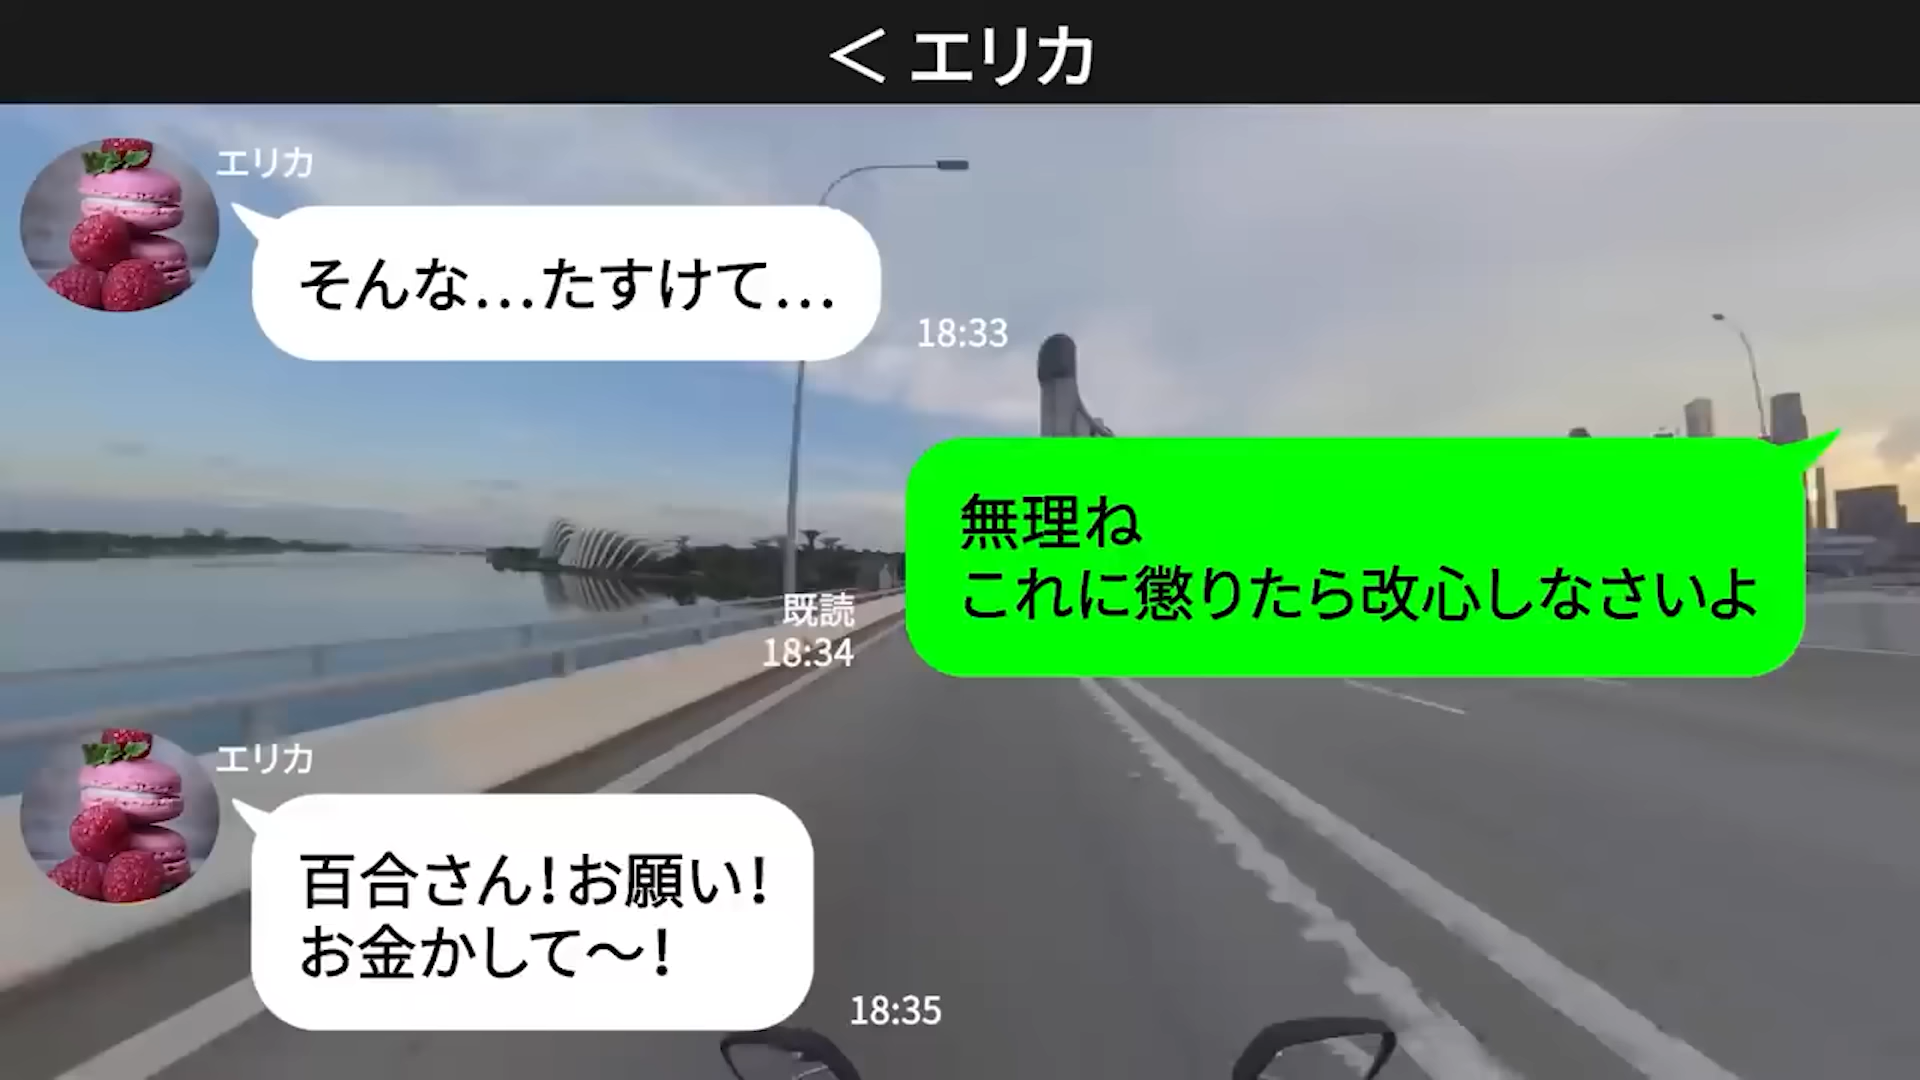 < エリカ
エリカ
そんな…たすけて…
18:33
無理ね
これに懲りたら改心しなさいよ
既読
18:34
エリカ
百合さん！お願い！
お金かして～！
18:35